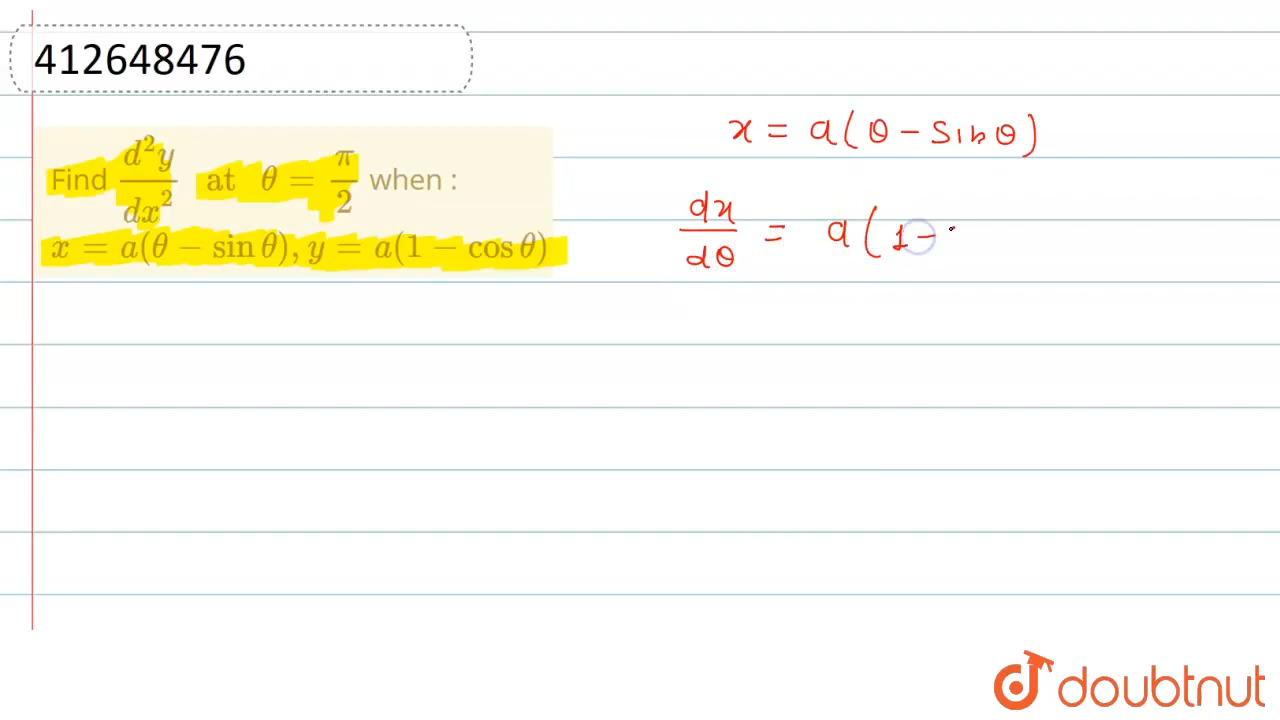 412648476
Find d²y/dx² at θ = π/2 when :
x = a(θ − sin θ), y = a(1 − cos θ)
x = a(θ − sinθ)
dx/dθ = a(1 −
doubtnut